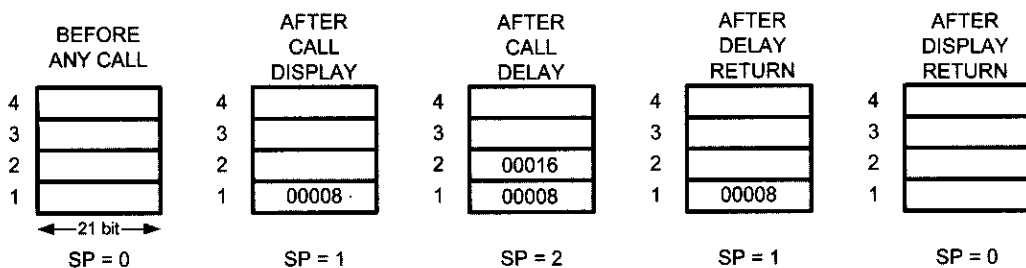 BEFORE
ANY CALL
4
3
2
1
21 bit
SP = 0
AFTER
CALL
DISPLAY
4
3
2
1
00008
SP = 1
AFTER
CALL
DELAY
4
3
2
00016
1
00008
SP = 2
AFTER
DELAY
RETURN
4
3
2
1
00008
SP = 1
AFTER
DISPLAY
RETURN
4
3
2
1
SP = 0